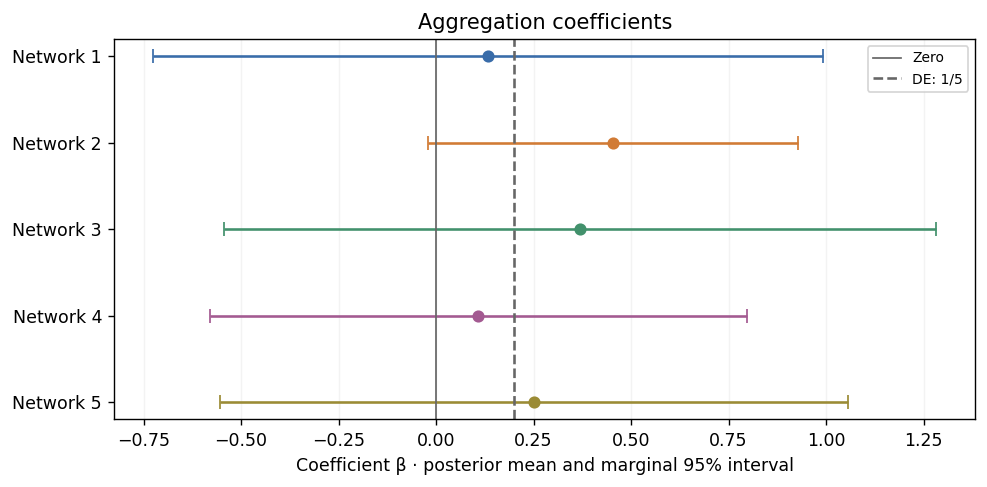 Aggregation coefficients
Network 1
Network 2
Network 3
Network 4
Network 5
Zero
DE: 1/5
−0.75 −0.50 −0.25 0.00 0.25 0.50 0.75 1.00 1.25
Coefficient β · posterior mean and marginal 95% interval